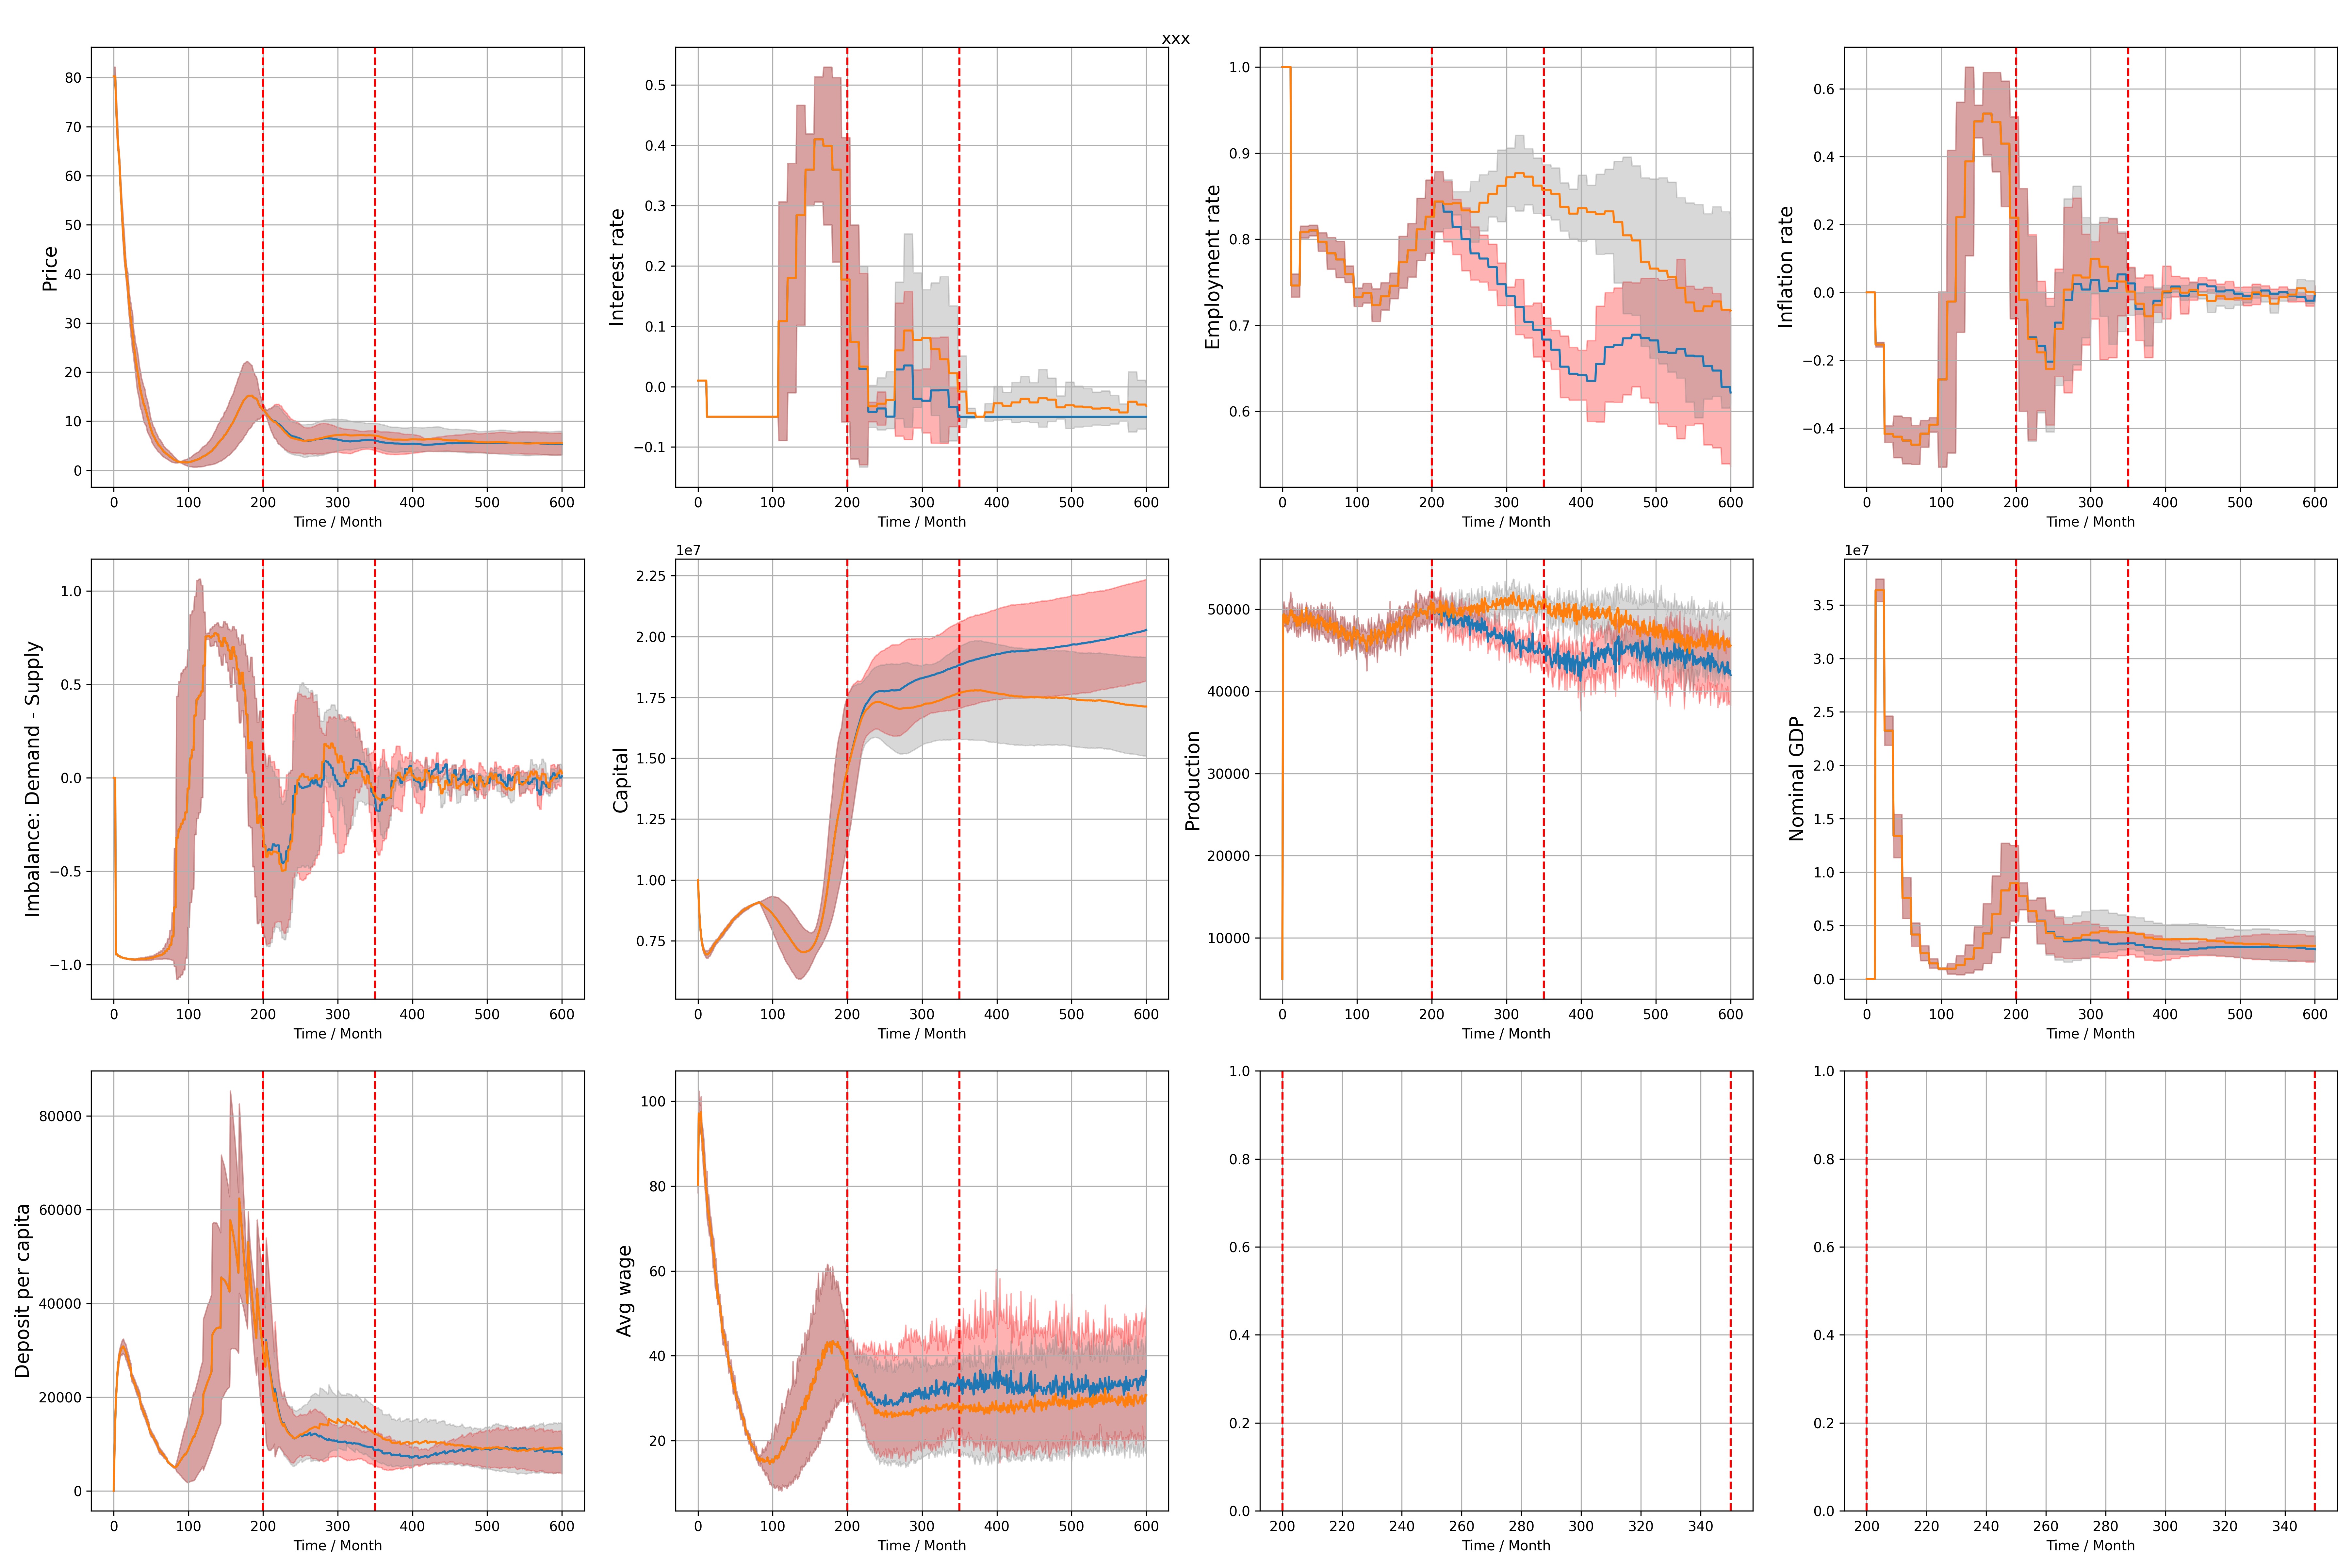 xxx
Price
80
70
60
50
40
30
20
10
0
0 100 200 300 400 500 600
Time / Month
Interest rate
0.5
0.4
0.3
0.2
0.1
0.0
−0.1
0 100 200 300 400 500 600
Time / Month
Employment rate
1.0
0.9
0.8
0.7
0.6
0 100 200 300 400 500 600
Time / Month
Inflation rate
0.6
0.4
0.2
0.0
−0.2
−0.4
0 100 200 300 400 500 600
Time / Month
Imbalance: Demand - Supply
1.0
0.5
0.0
−0.5
−1.0
0 100 200 300 400 500 600
Time / Month
1e7
Capital
2.25
2.00
1.75
1.50
1.25
1.00
0.75
0 100 200 300 400 500 600
Time / Month
Production
50000
40000
30000
20000
10000
0 100 200 300 400 500 600
Time / Month
1e7
Nominal GDP
3.5
3.0
2.5
2.0
1.5
1.0
0.5
0.0
0 100 200 300 400 500 600
Time / Month
Deposit per capita
80000
60000
40000
20000
0
0 100 200 300 400 500 600
Time / Month
Avg wage
100
80
60
40
20
0 100 200 300 400 500 600
Time / Month
1.0
0.8
0.6
0.4
0.2
0.0
200 220 240 260 280 300 320 340
Time / Month
1.0
0.8
0.6
0.4
0.2
0.0
200 220 240 260 280 300 320 340
Time / Month